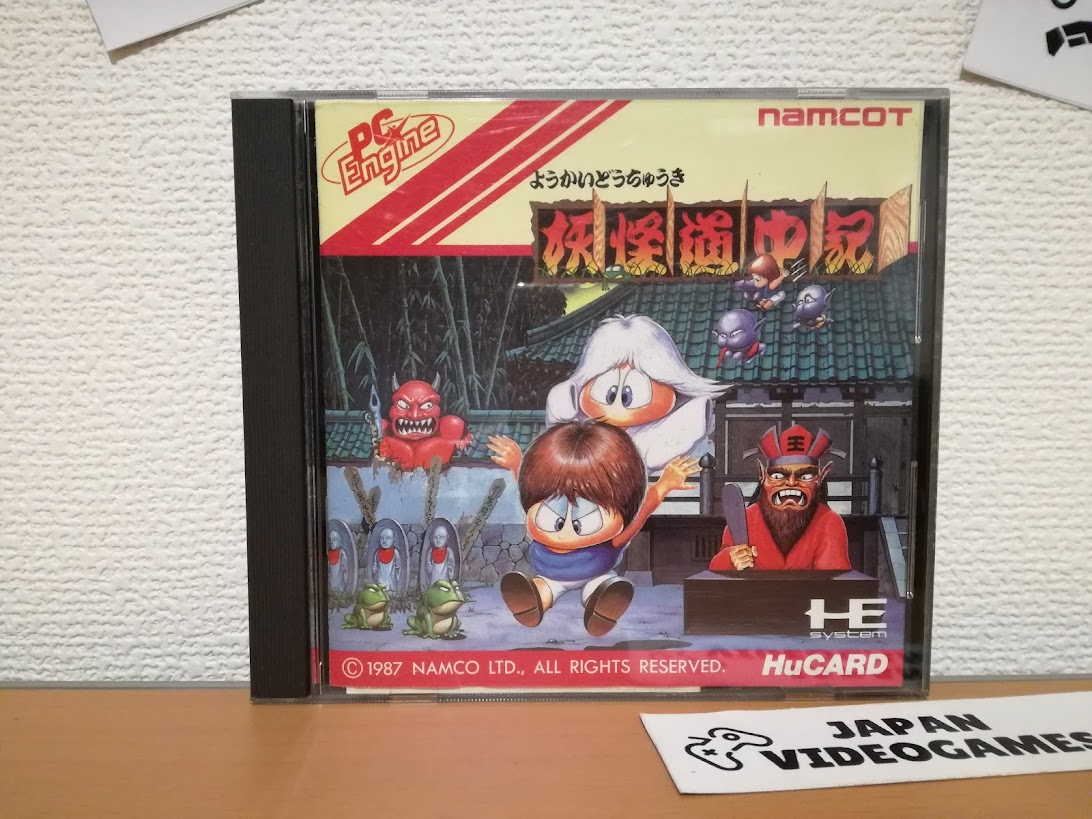 PC Engine
namcoT
ようかいどうちゅうき
妖怪道中記
王
HE
system
© 1987 NAMCO LTD., ALL RIGHTS RESERVED.
HuCARD
JAPAN
VIDEOGAMES